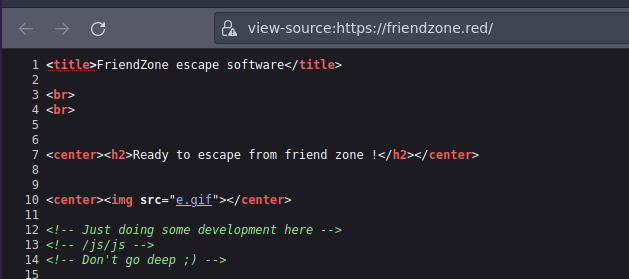 view-source:https://friendzone.red/
1 <title>FriendZone escape software</title>
2
3 <br>
4 <br>
5
6
7 <center><h2>Ready to escape from friend zone !</h2></center>
8
9
10 <center><img src="e.gif"></center>
11
12 <!-- Just doing some development here -->
13 <!-- /js/js -->
14 <!-- Don't go deep ;) -->
15